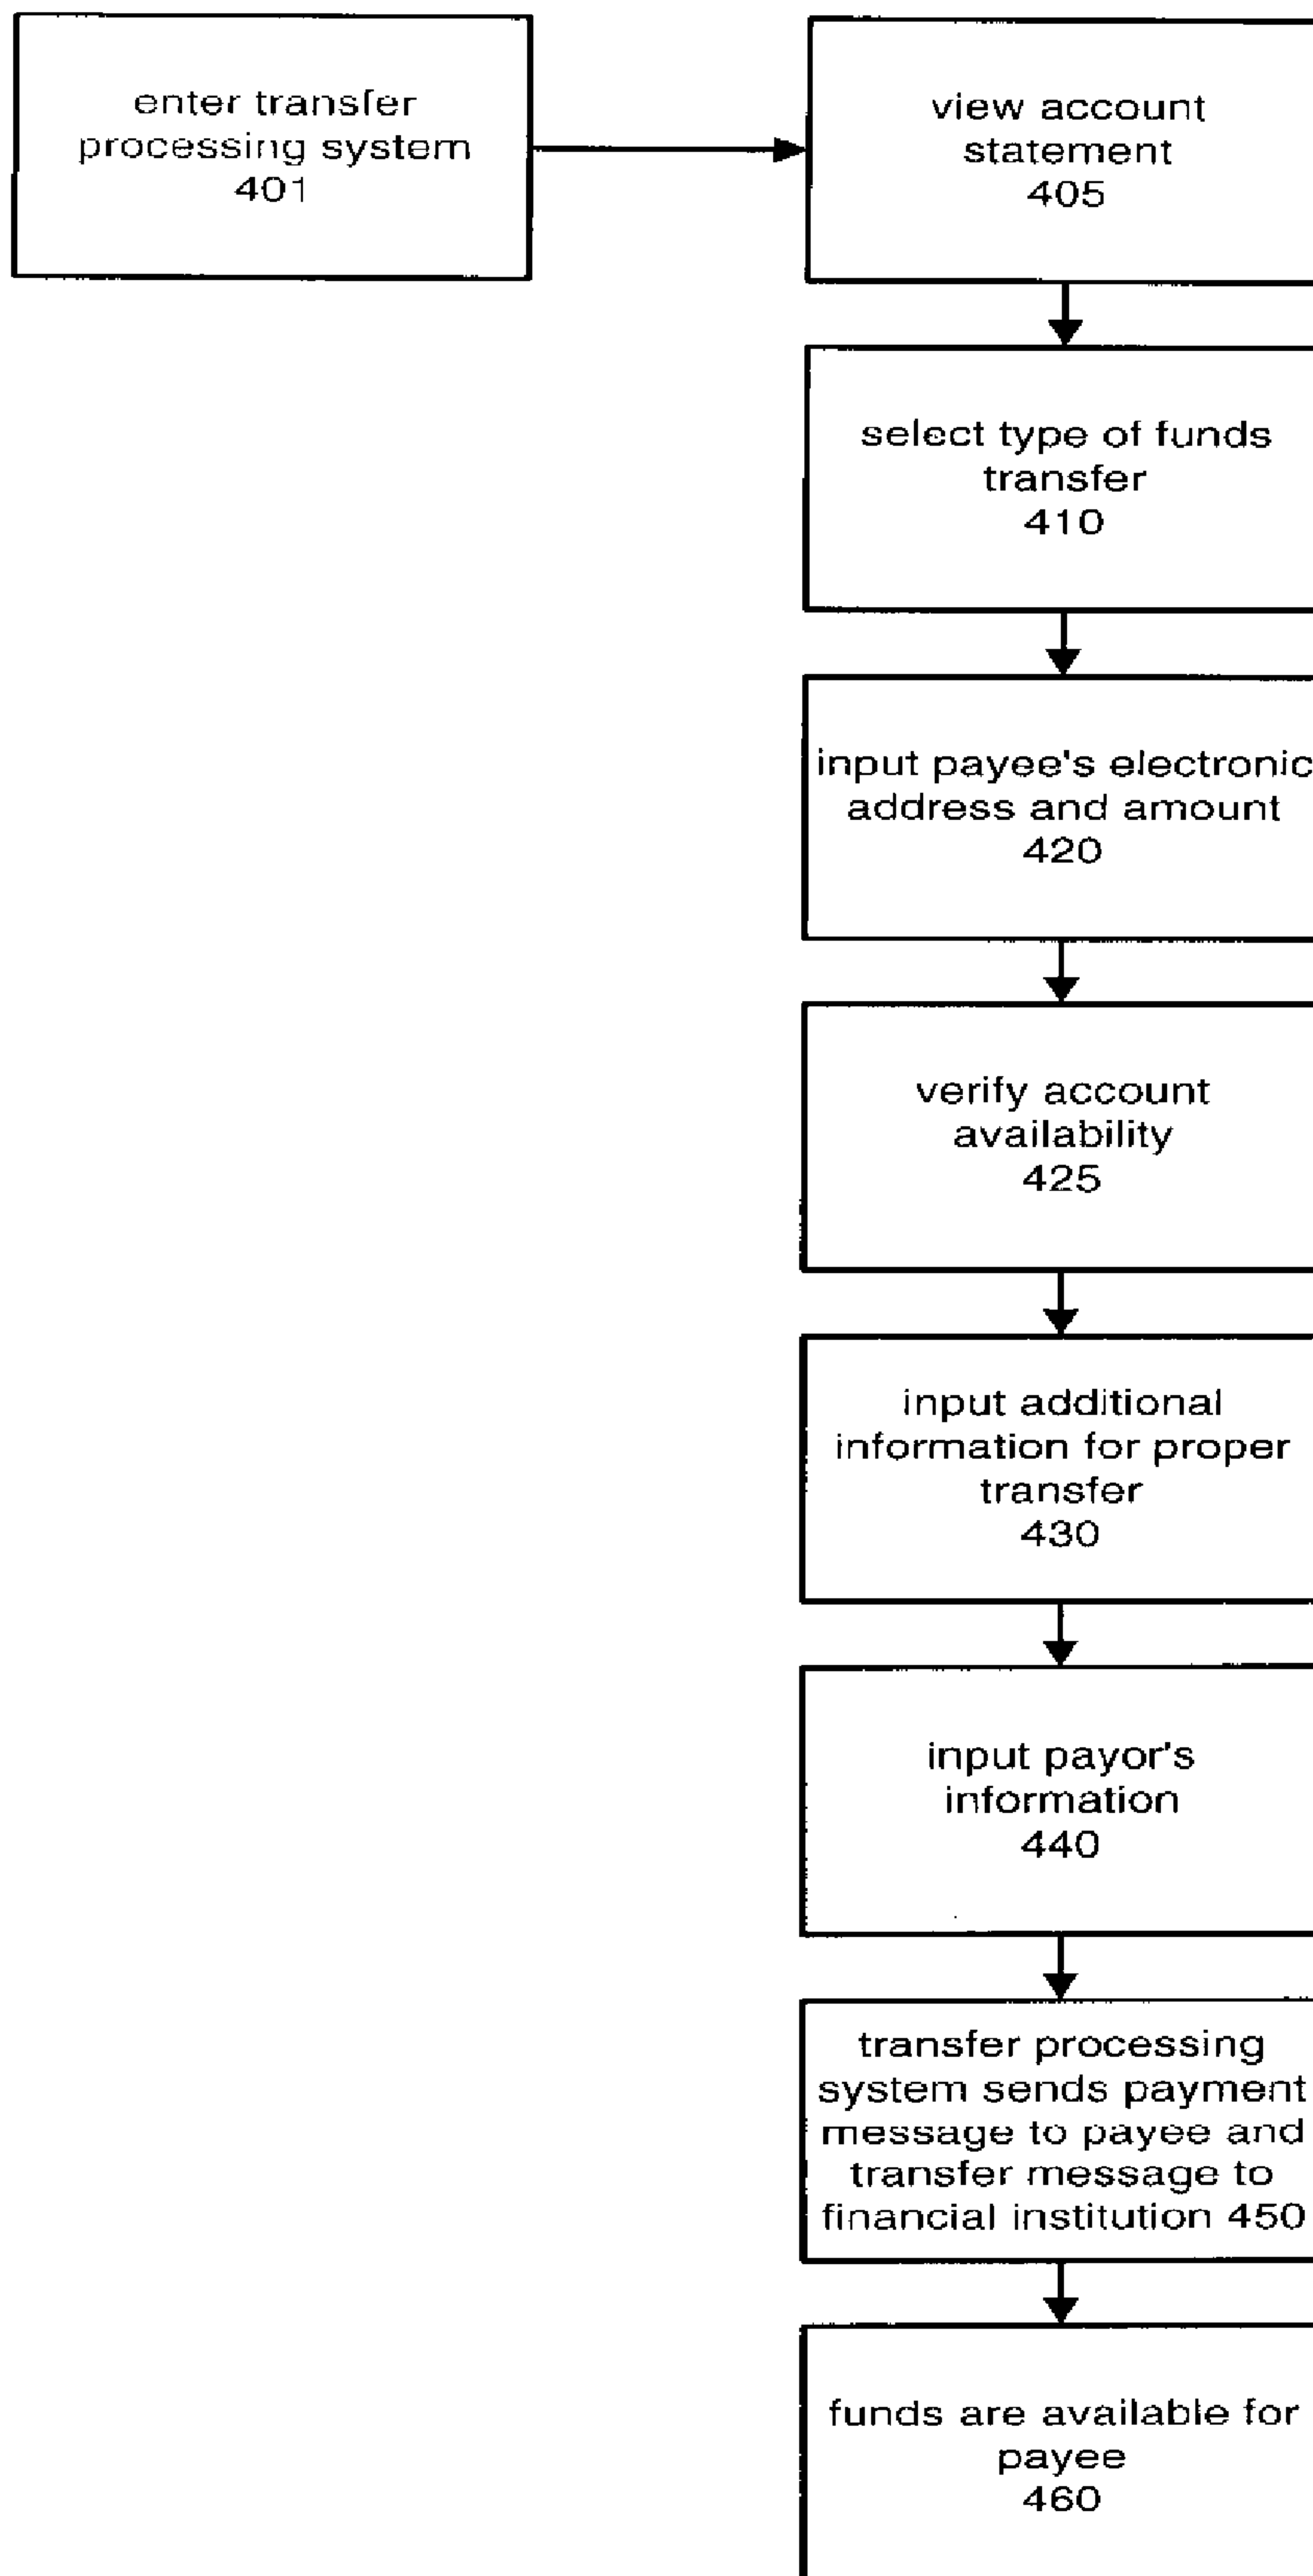 enter transfer
processing system
401
view account
statement
405
select type of funds
transfer
410
input payee's electronic
address and amount
420
verify account
availability
425
input additional
information for proper
transfer
430
input payor's
information
440
transfer processing
system sends payment
message to payee and
transfer message to
financial institution 450
funds are available for
payee
460